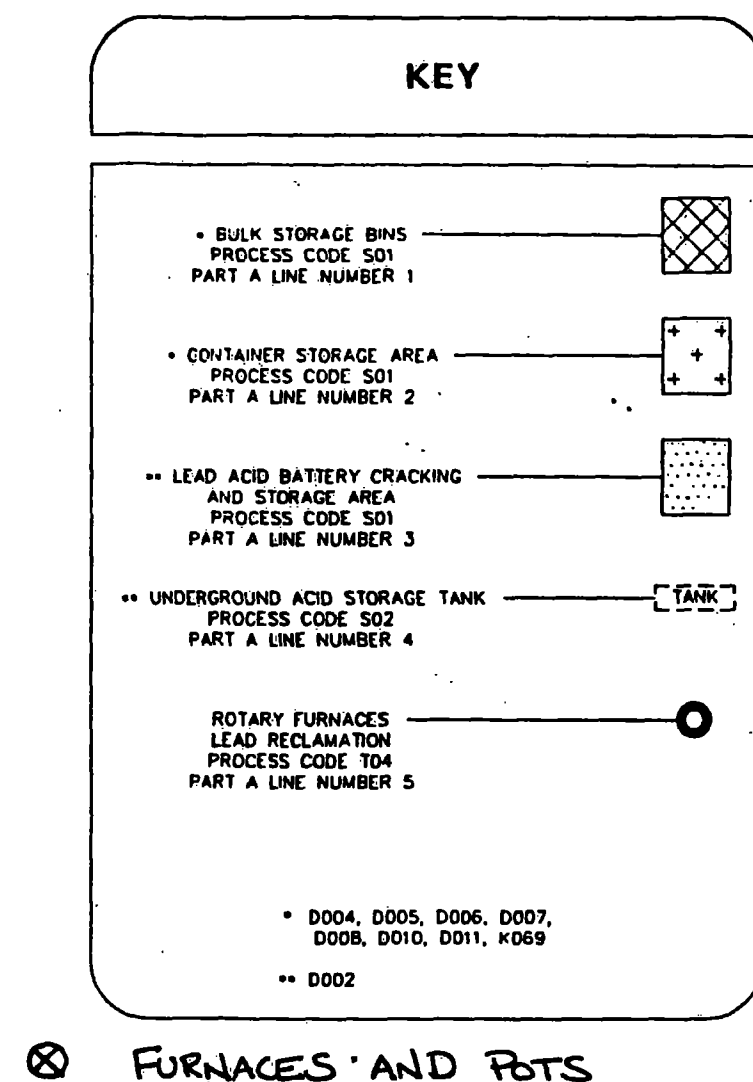 KEY
• BULK STORAGE BINS
PROCESS CODE S01
PART A LINE NUMBER 1
• CONTAINER STORAGE AREA
PROCESS CODE S01
PART A LINE NUMBER 2
•• LEAD ACID BATTERY CRACKING
AND STORAGE AREA
PROCESS CODE S01
PART A LINE NUMBER 3
•• UNDERGROUND ACID STORAGE TANK
TANK
PROCESS CODE S02
PART A LINE NUMBER 4
ROTARY FURNACES
LEAD RECLAMATION
PROCESS CODE T04
PART A LINE NUMBER 5
• D004, D005, D006, D007,
D008, D010, D011, K069
•• D002
⊗ FURNACES AND POTS